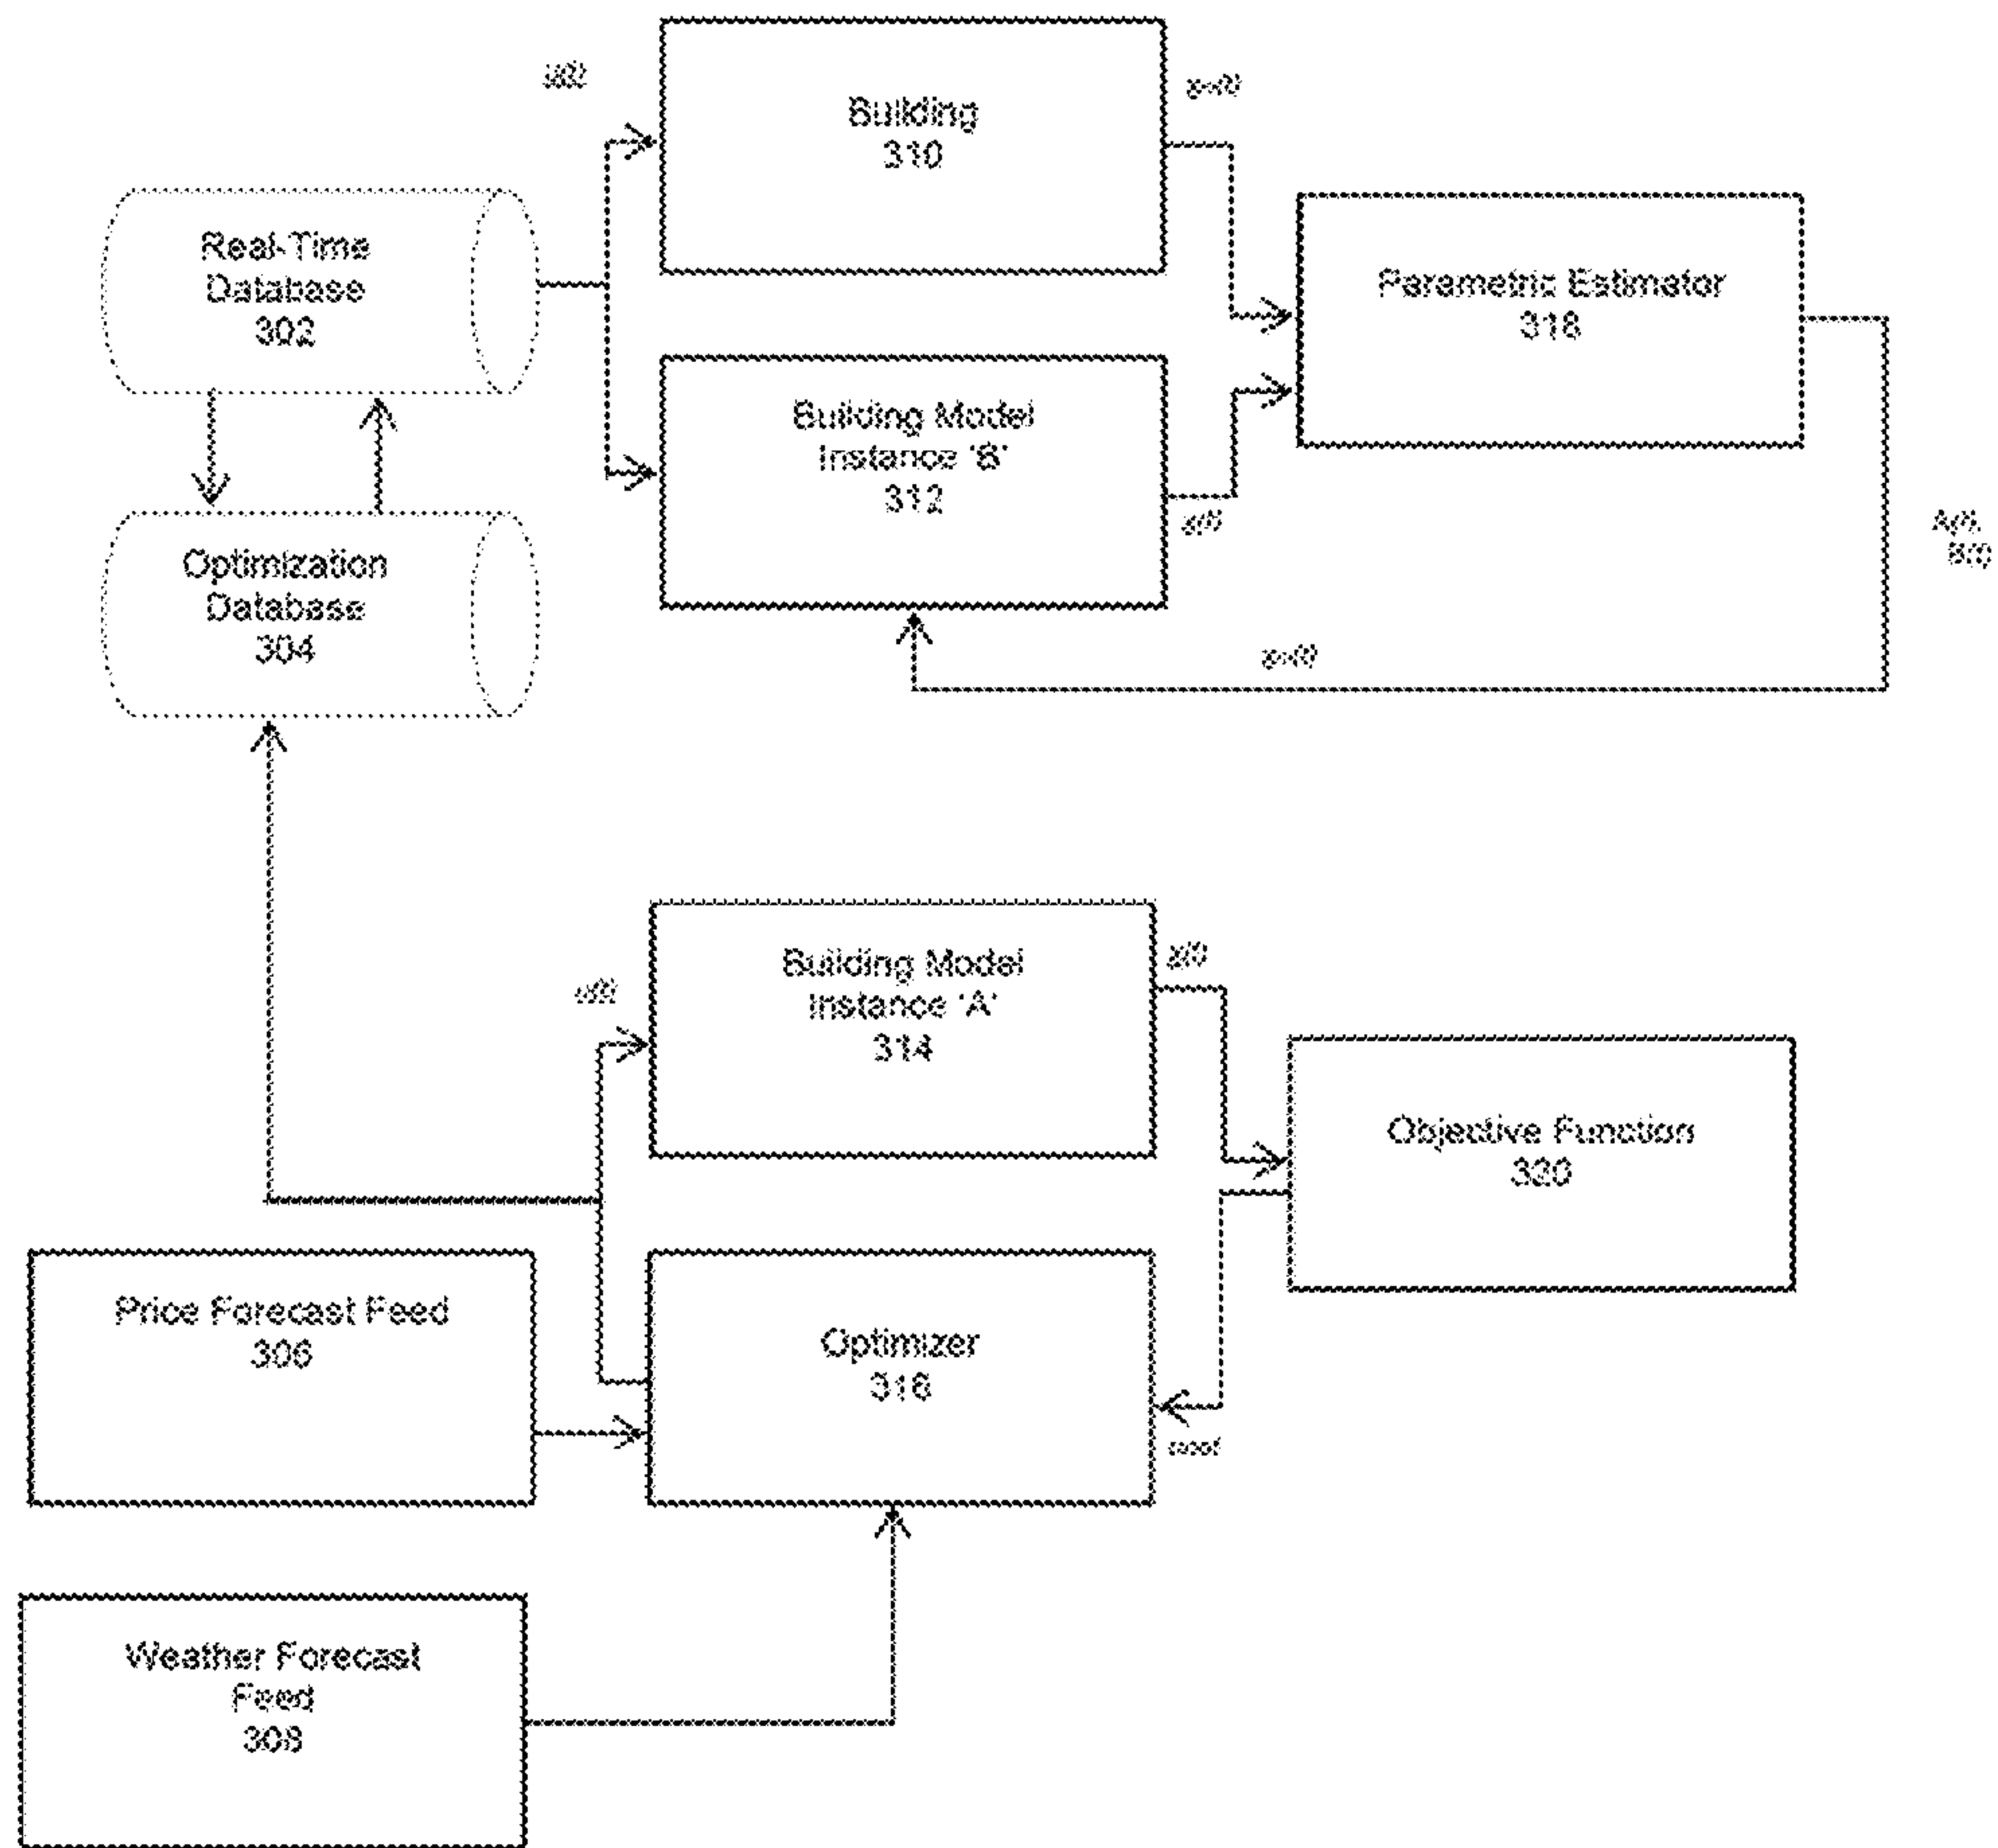 Building
310
Real-Time
Database
302
Parametric Estimator
318
Building Model
Instance 'B'
312
Optimization
Database
304
Building Model
Instance 'A'
314
Objective Function
320
Price Forecast Feed
306
Optimizer
316
cost
Weather Forecast
Feed
308